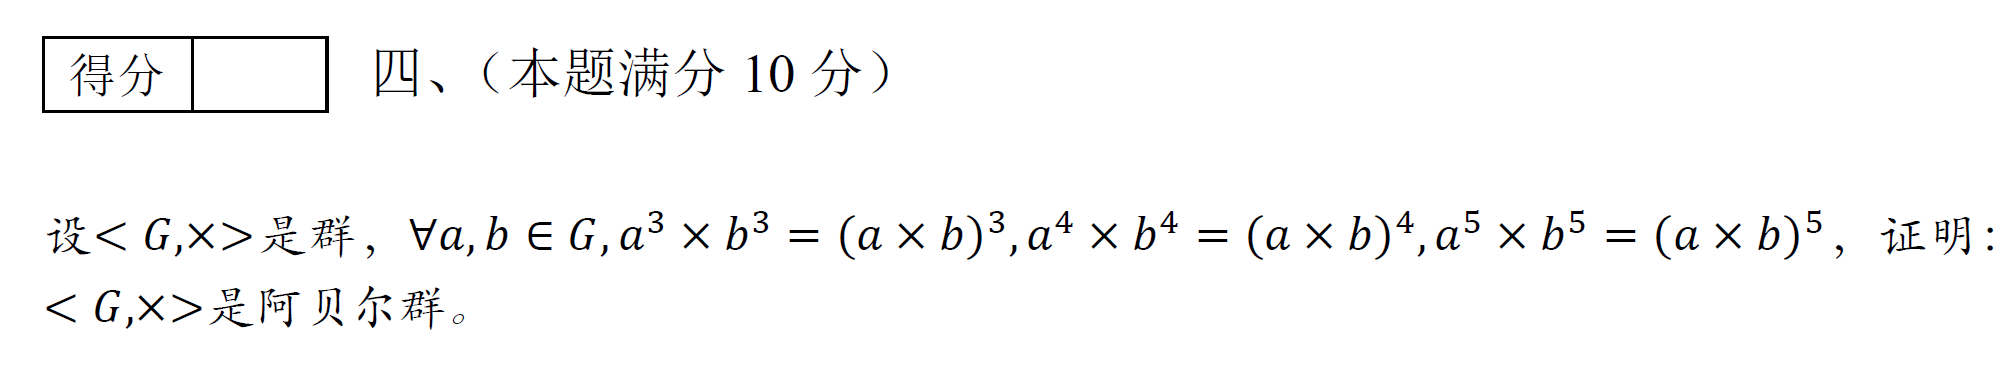 得分 四、（本题满分 10 分）
设< G,×>是群，∀a, b ∈ G, a³ × b³ = (a × b)³, a⁴ × b⁴ = (a × b)⁴, a⁵ × b⁵ = (a × b)⁵，证明：
< G,×>是阿贝尔群。